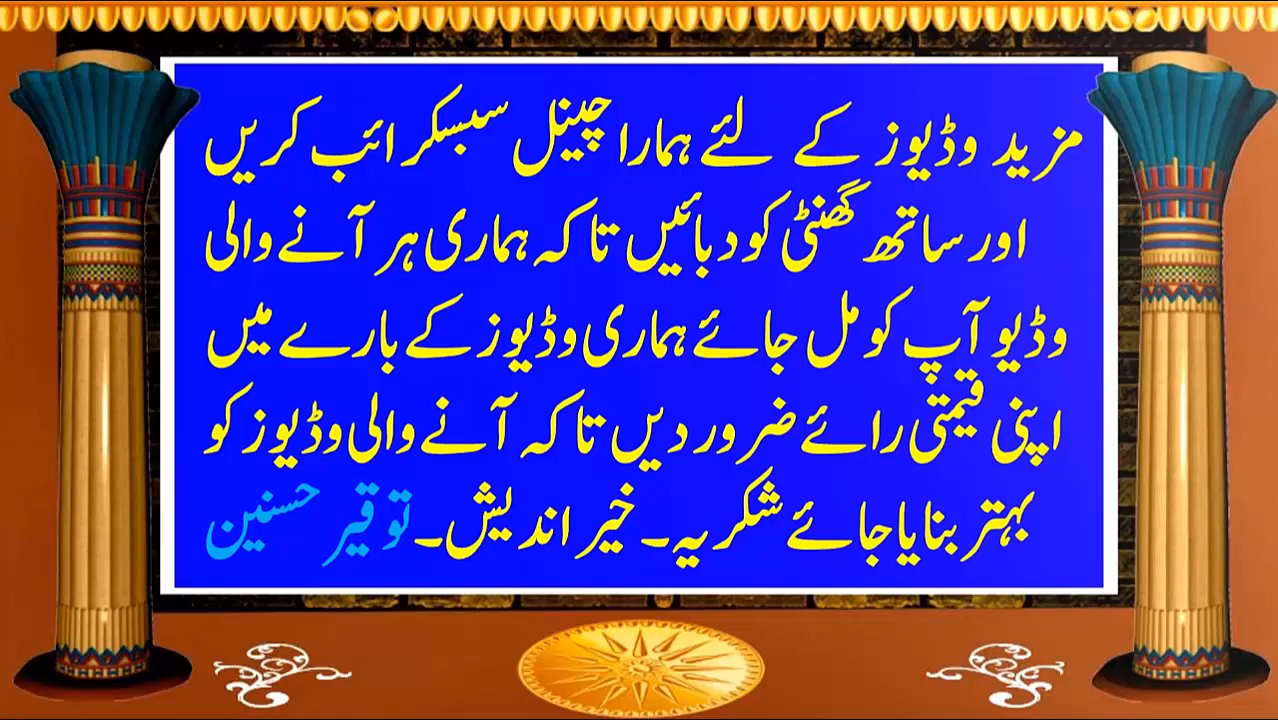 مزید وڈیوز کے لئے ہمارا چینل سبسکرائب کریں
اور ساتھ گھنٹی کو دبائیں تا کہ ہماری ہر آنے والی
وڈیو آپ کو مل جائے ہماری وڈیوز کے بارے میں
اپنی قیمتی رائے ضرور دیں تا کہ آنے والی وڈیوز کو
بہتر بنایا جائے شکریہ۔ خیر اندیش۔ توقیر حسنین